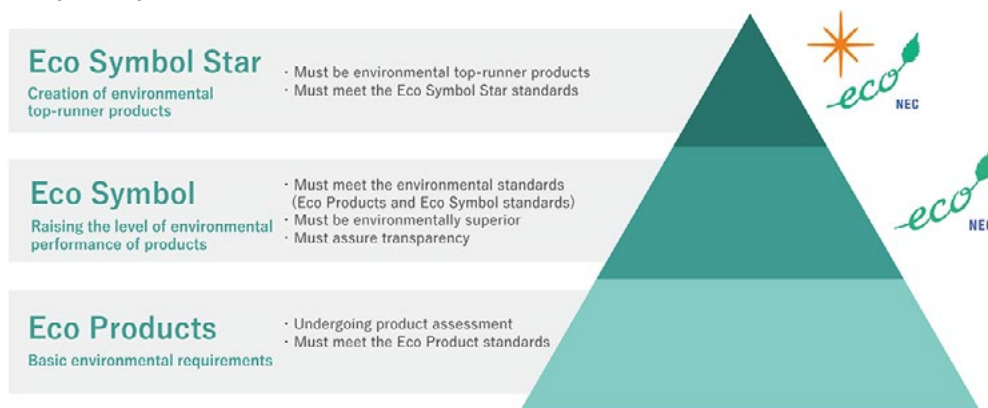 Eco Symbol Star
Creation of environmental
top-runner products
· Must be environmental top-runner products
· Must meet the Eco Symbol Star standards
eco
NEC
Eco Symbol
Raising the level of environmental
performance of products
· Must meet the environmental standards
(Eco Products and Eco Symbol standards)
· Must be environmentally superior
· Must assure transparency
eco
NEC
Eco Products
Basic environmental requirements
· Undergoing product assessment
· Must meet the Eco Product standards